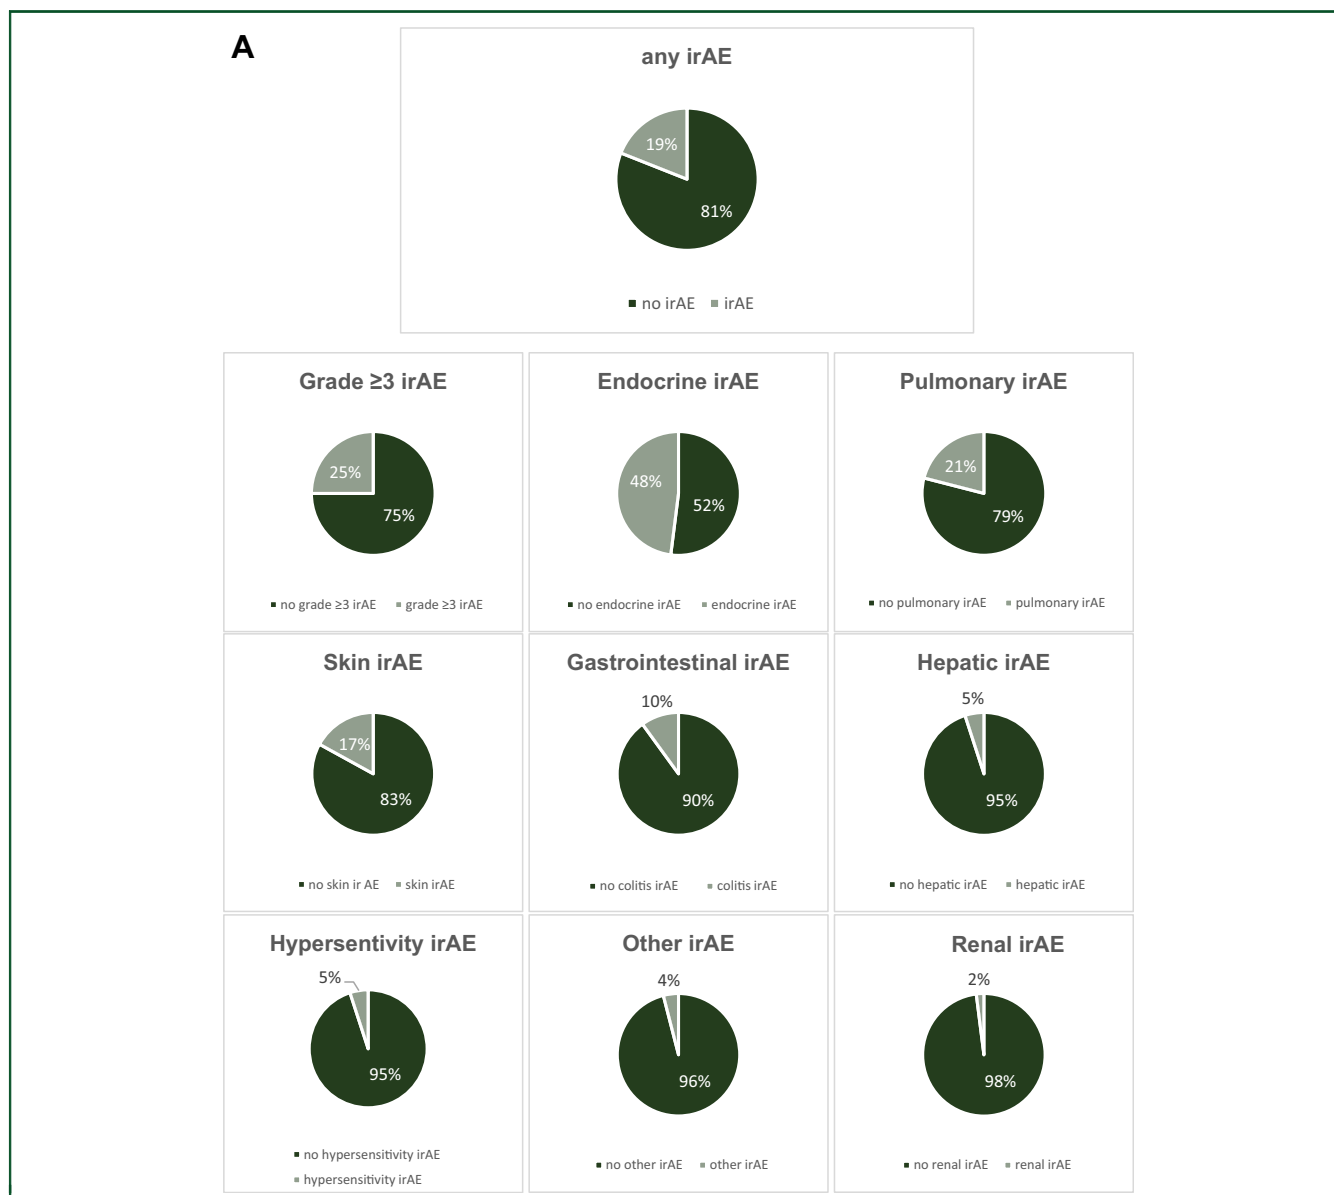 A
any irAE
19%
81%
no irAE irAE
Grade ≥3 irAE
25%
75%
no grade ≥3 irAE grade ≥3 irAE
Endocrine irAE
48%
52%
no endocrine irAE endocrine irAE
Pulmonary irAE
21%
79%
no pulmonary irAE pulmonary irAE
Skin irAE
17%
83%
no skin ir AE skin irAE
Gastrointestinal irAE
10%
90%
no colitis irAE colitis irAE
Hepatic irAE
5%
95%
no hepatic irAE hepatic irAE
Hypersentivity irAE
5%
95%
no hypersensitivity irAE
hypersensitivity irAE
Other irAE
4%
96%
no other irAE other irAE
Renal irAE
2%
98%
no renal irAE renal irAE